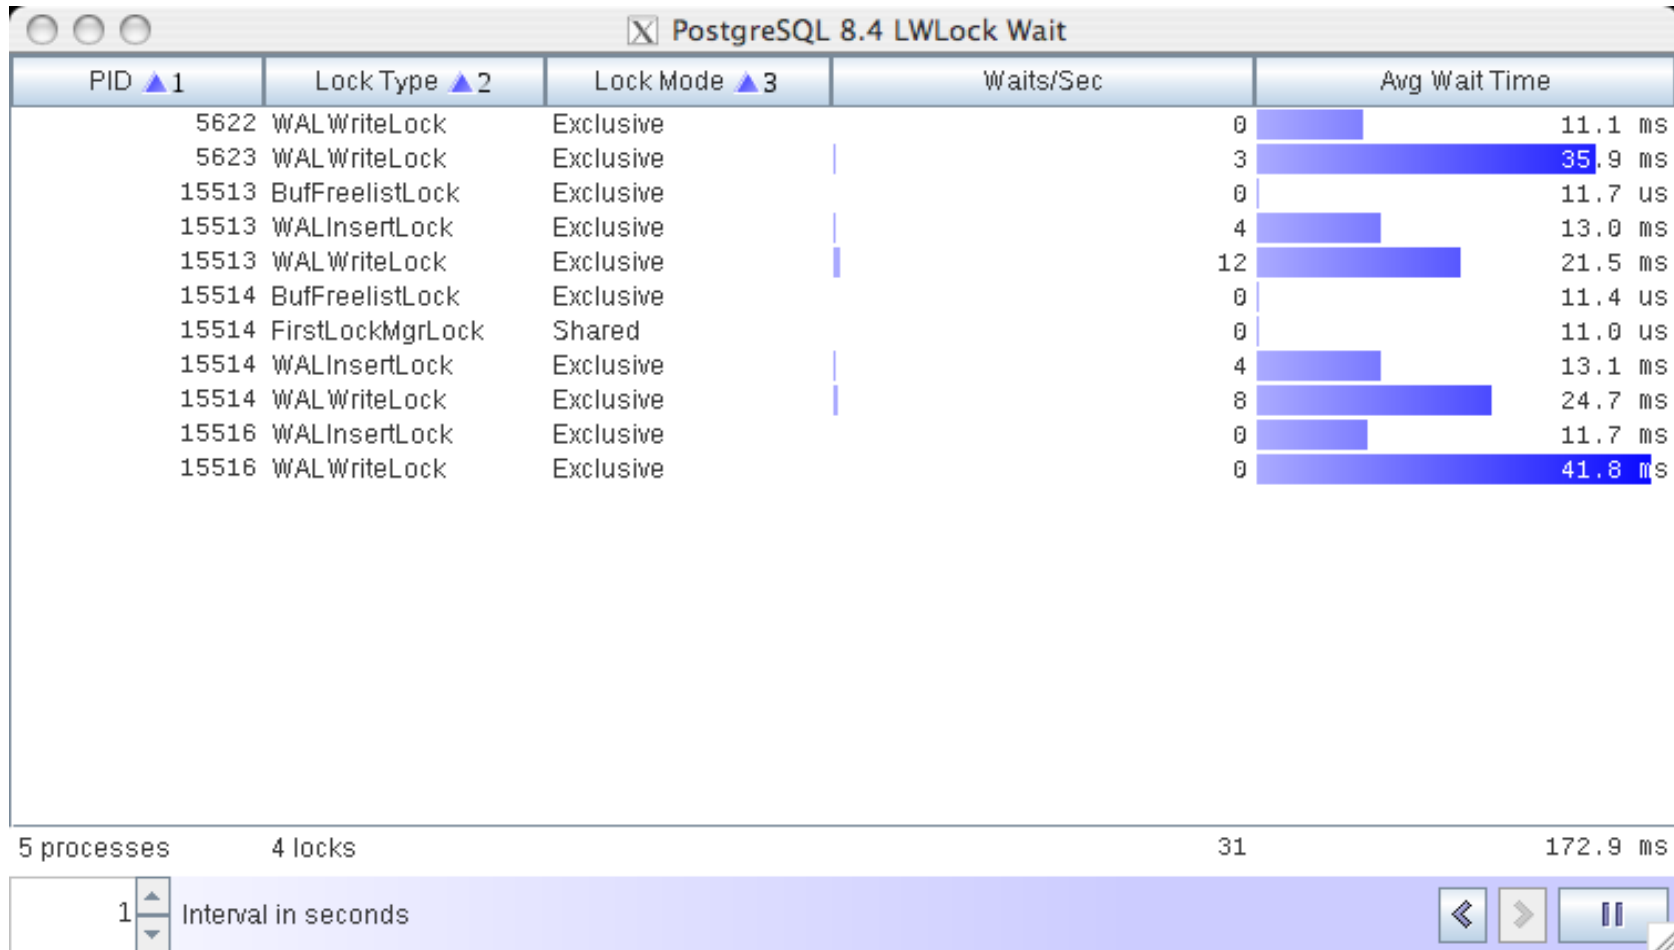 PostgreSQL 8.4 LWLock Wait
PID 1 Lock Type 2 Lock Mode 3 Waits/Sec Avg Wait Time
5622 WALWriteLock Exclusive 0 11.1 ms
5623 WALWriteLock Exclusive 3 35.9 ms
15513 BufFreelistLock Exclusive 0 11.7 us
15513 WALInsertLock Exclusive 4 13.0 ms
15513 WALWriteLock Exclusive 12 21.5 ms
15514 BufFreelistLock Exclusive 0 11.4 us
15514 FirstLockMgrLock Shared 0 11.0 us
15514 WALInsertLock Exclusive 4 13.1 ms
15514 WALWriteLock Exclusive 8 24.7 ms
15516 WALInsertLock Exclusive 0 11.7 ms
15516 WALWriteLock Exclusive 0 41.8 ms
5 processes 4 locks 31 172.9 ms
1 Interval in seconds